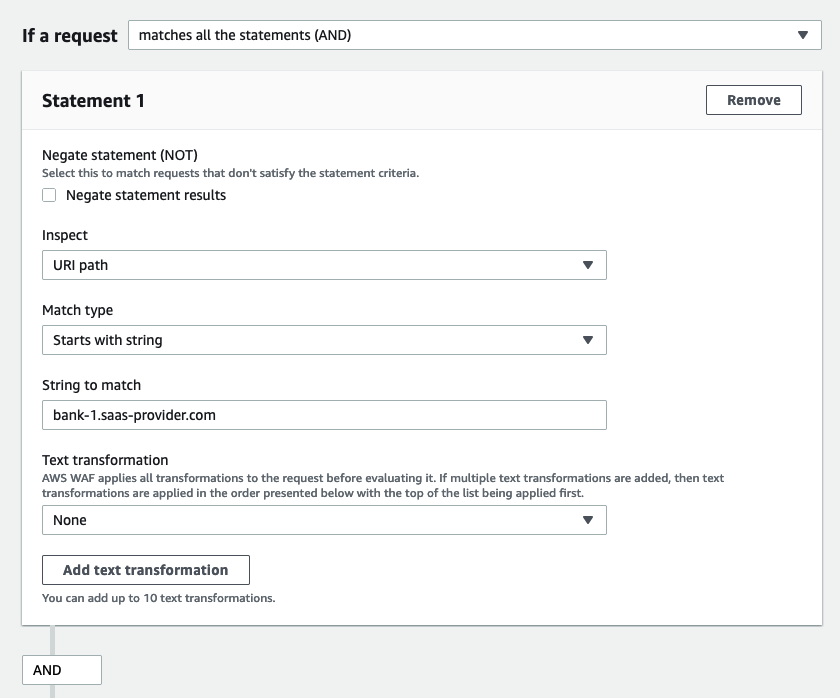 If a request
matches all the statements (AND)
Statement 1
Remove
Negate statement (NOT)
Select this to match requests that don't satisfy the statement criteria.
Negate statement results
Inspect
URI path
Match type
Starts with string
String to match
bank-1.saas-provider.com
Text transformation
AWS WAF applies all transformations to the request before evaluating it. If multiple text transformations are added, then text
transformations are applied in the order presented below with the top of the list being applied first.
None
Add text transformation
You can add up to 10 text transformations.
AND